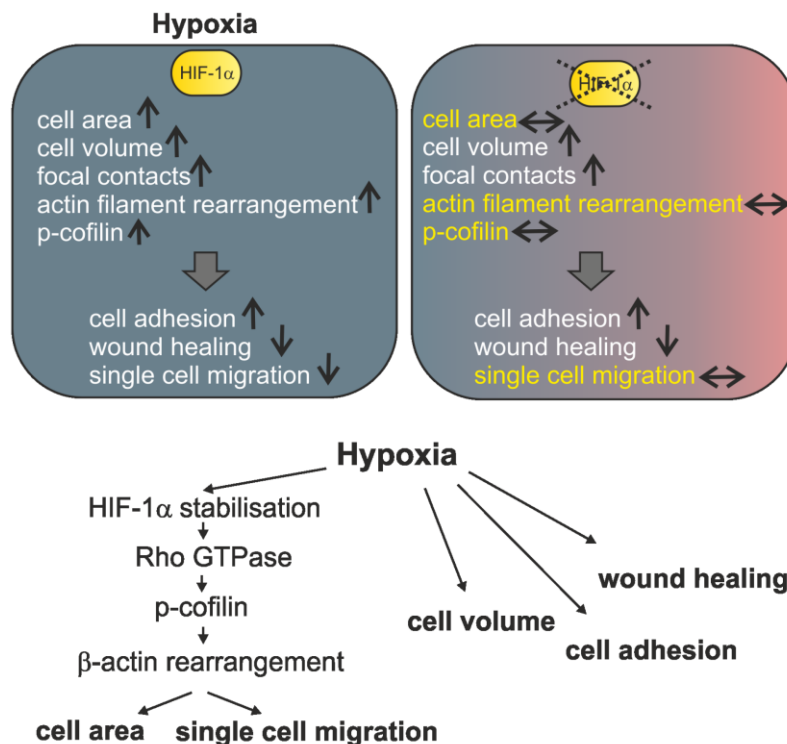 Hypoxia
HIF-1α
cell area
cell volume
focal contacts
actin filament rearrangement
p-cofilin
cell adhesion
wound healing
single cell migration
HIF-1α
cell area
cell volume
focal contacts
actin filament rearrangement
p-cofilin
cell adhesion
wound healing
single cell migration
Hypoxia
HIF-1α stabilisation
Rho GTPase
p-cofilin
β-actin rearrangement
cell area single cell migration
cell volume
cell adhesion
wound healing